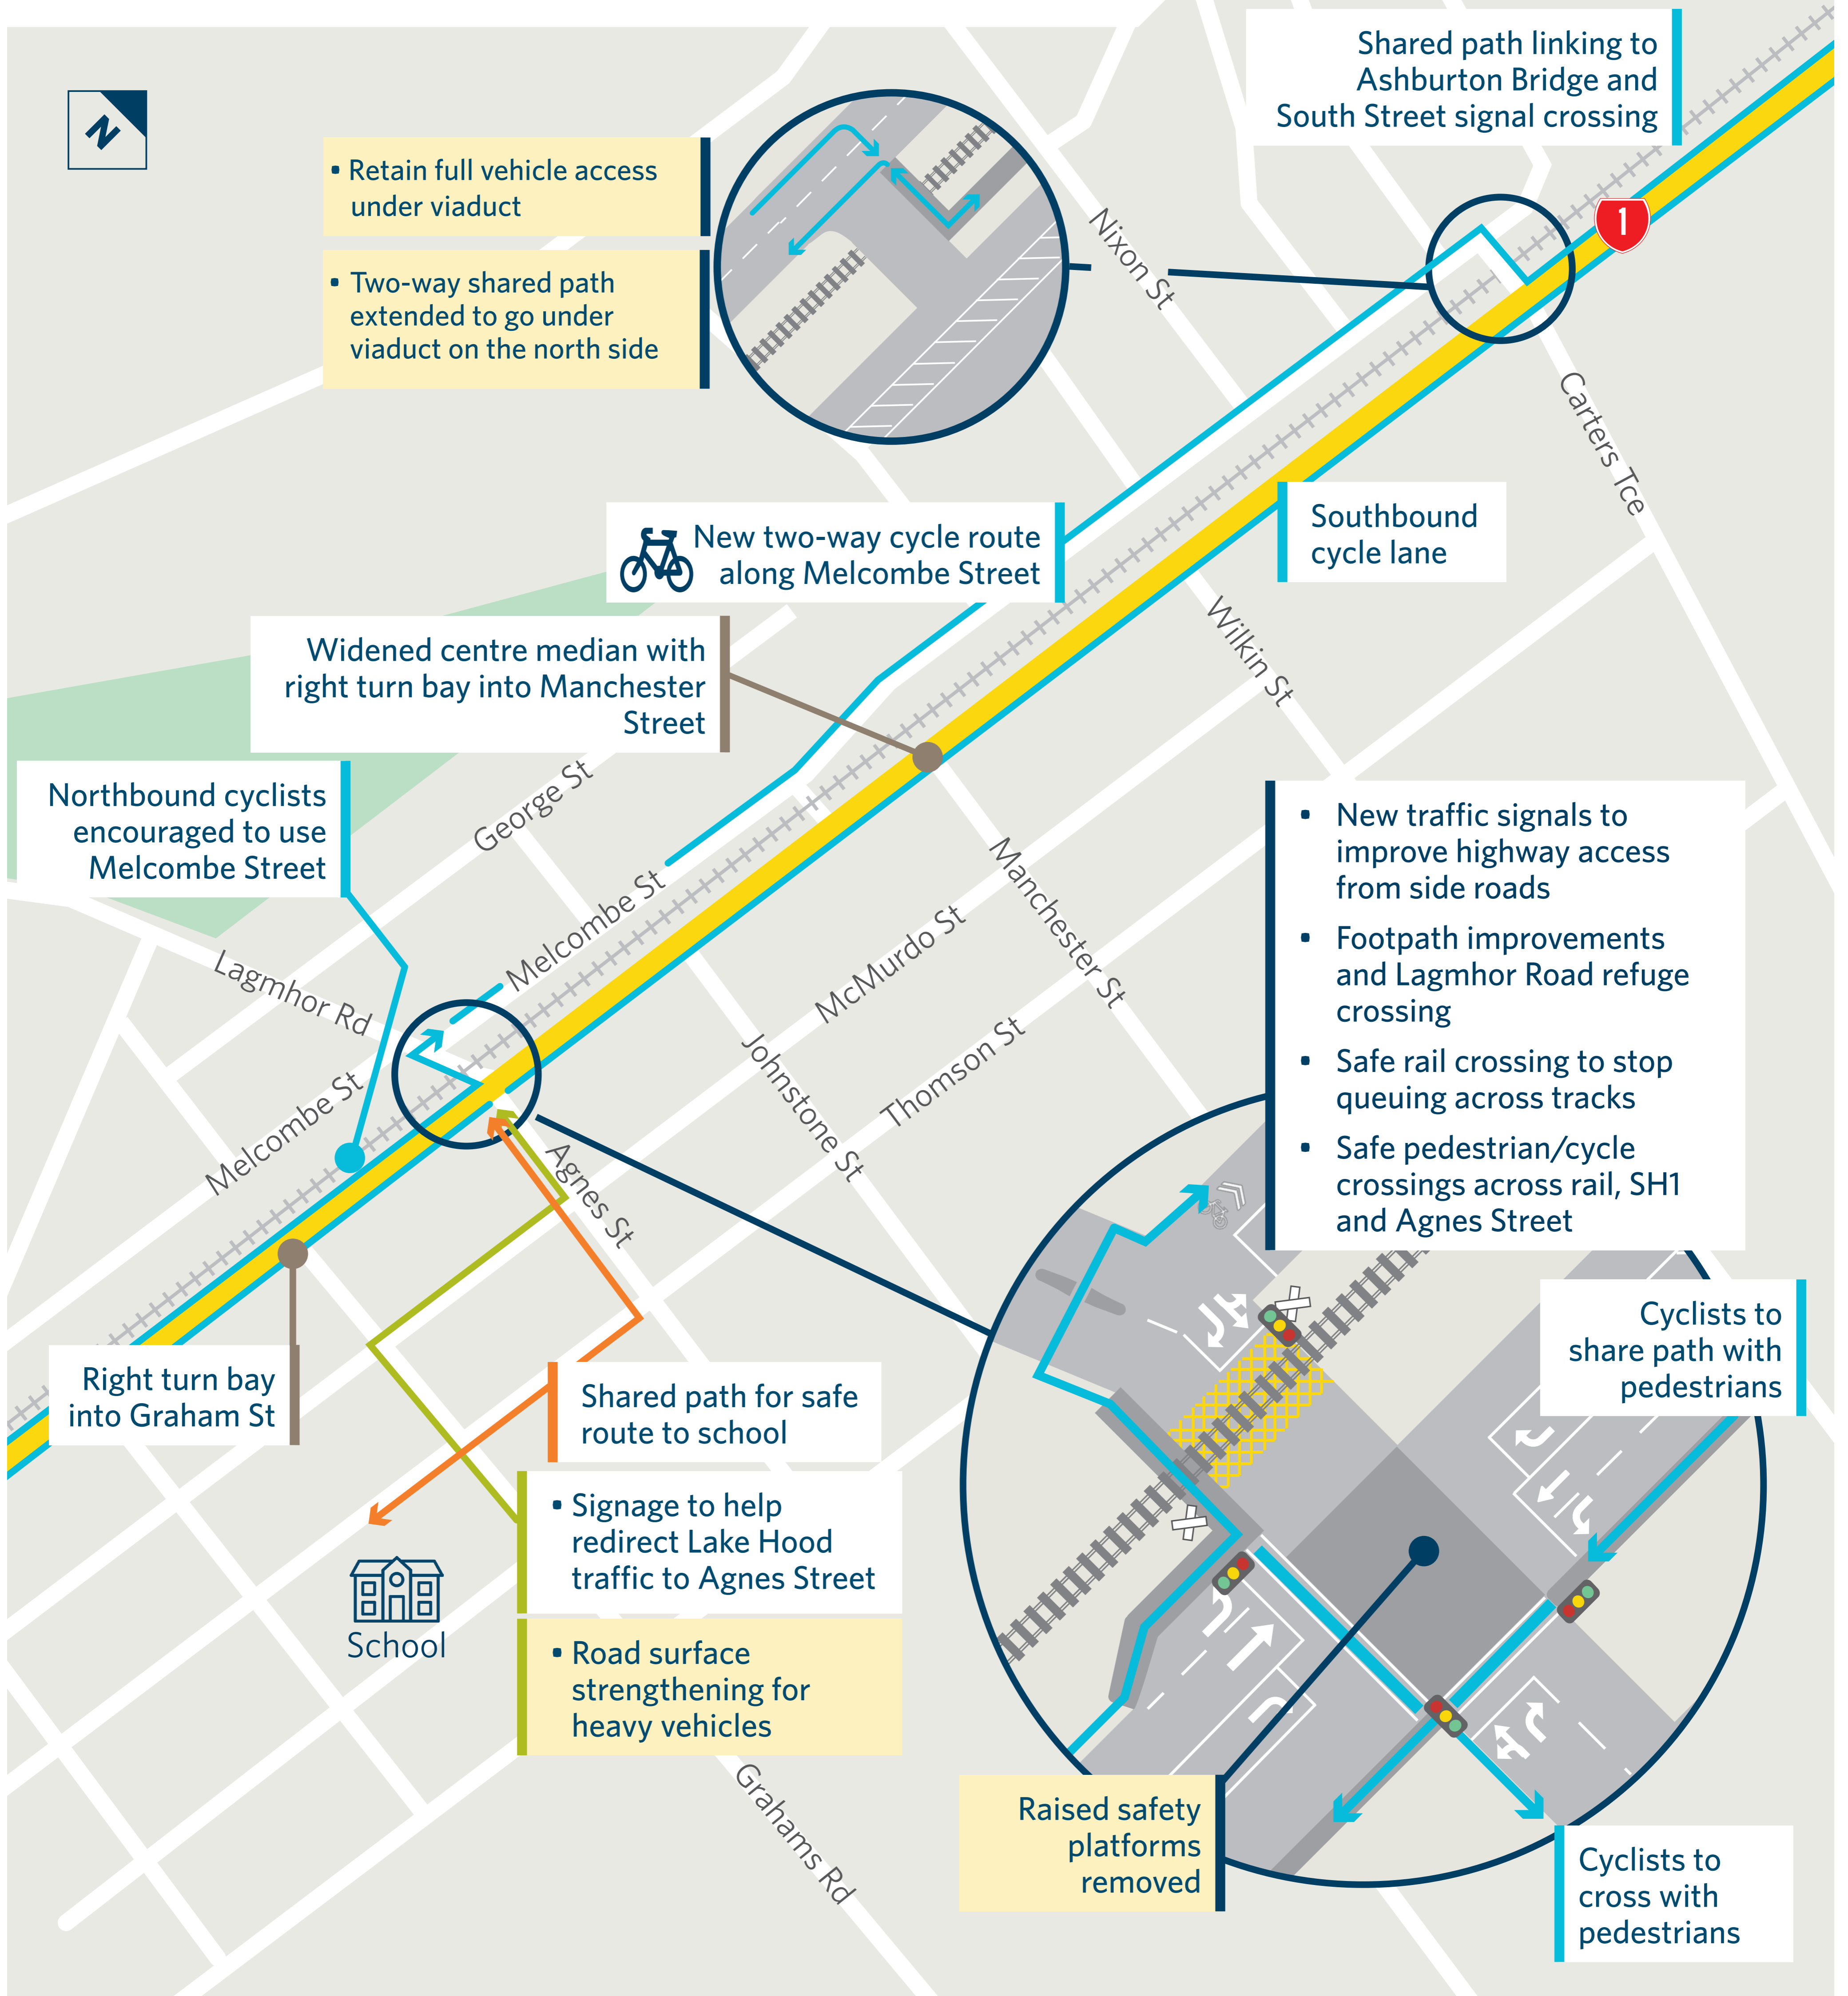 Shared path linking to
Ashburton Bridge and
South Street signal crossing
N
1
• Retain full vehicle access
under viaduct
• Two-way shared path
extended to go under
viaduct on the north side
Nixon St
Carters Tce
New two-way cycle route
along Melcombe Street
Southbound
cycle lane
Wilkin St
Widened centre median with
right turn bay into Manchester
Street
George St
Northbound cyclists
encouraged to use
Melcombe Street
Melcombe St
Manchester St
McMurdo St
Lagmhor Rd
Thomson St
Johnstone St
Melcombe St
Agnes St
• New traffic signals to
improve highway access
from side roads
• Footpath improvements
and Lagmhor Road refuge
crossing
• Safe rail crossing to stop
queuing across tracks
• Safe pedestrian/cycle
crossings across rail, SH1
and Agnes Street
Right turn bay
into Graham St
Shared path for safe
route to school
Cyclists to
share path with
pedestrians
• Signage to help
redirect Lake Hood
traffic to Agnes Street
School
• Road surface
strengthening for
heavy vehicles
Grahams Rd
Raised safety
platforms
removed
Cyclists to
cross with
pedestrians